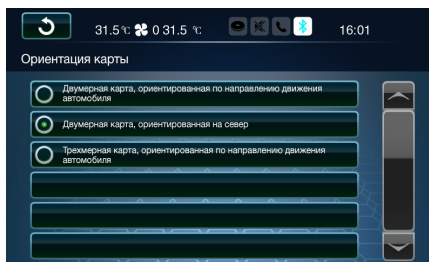 31.5 °C 0 31.5 °C 16:01
Ориентация карты
Двумерная карта, ориентированная по направлению движения
автомобиля
Двумерная карта, ориентированная на север
Трехмерная карта, ориентированная по направлению движения
автомобиля